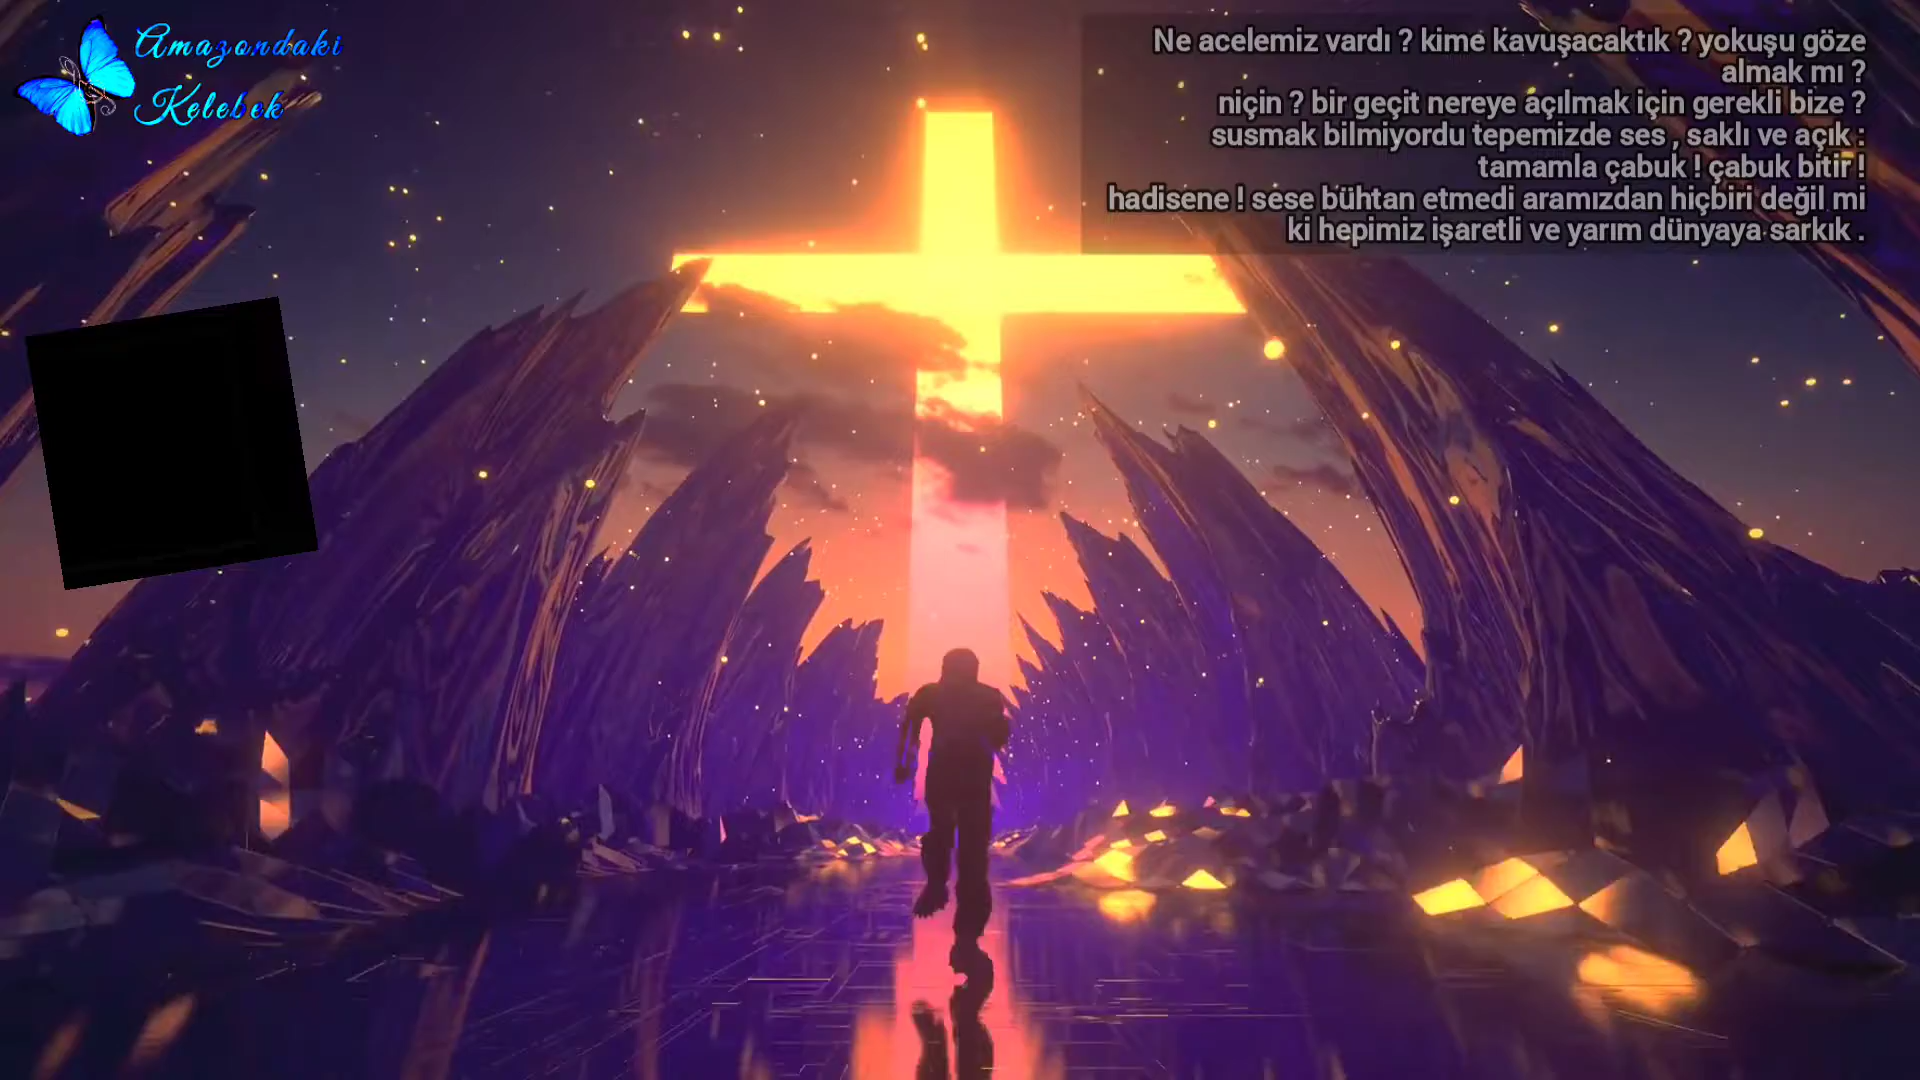 Amazondaki
Kelebek
Ne acelemiz vardı ? kime kavuşacaktık ? yokuşu göze
almak mı ?
niçin ? bir geçit nereye açılmak için gerekli bize ?
susmak bilmiyordu tepemizde ses , saklı ve açık :
tamamla çabuk ! çabuk bitir !
hadisene ! sese bühtan etmedi aramızdan hiçbiri değil mi
ki hepimiz işaretli ve yarım dünyaya sarkık .